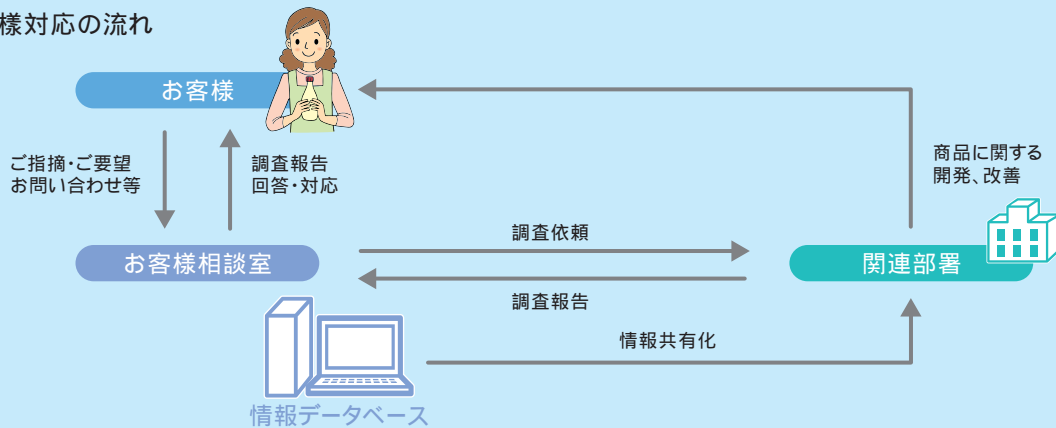 様対応の流れ
お客様
ご指摘・ご要望
お問い合わせ等
調査報告
回答・対応
商品に関する
開発、改善
お客様相談室
調査依頼
調査報告
関連部署
情報共有化
情報データベース